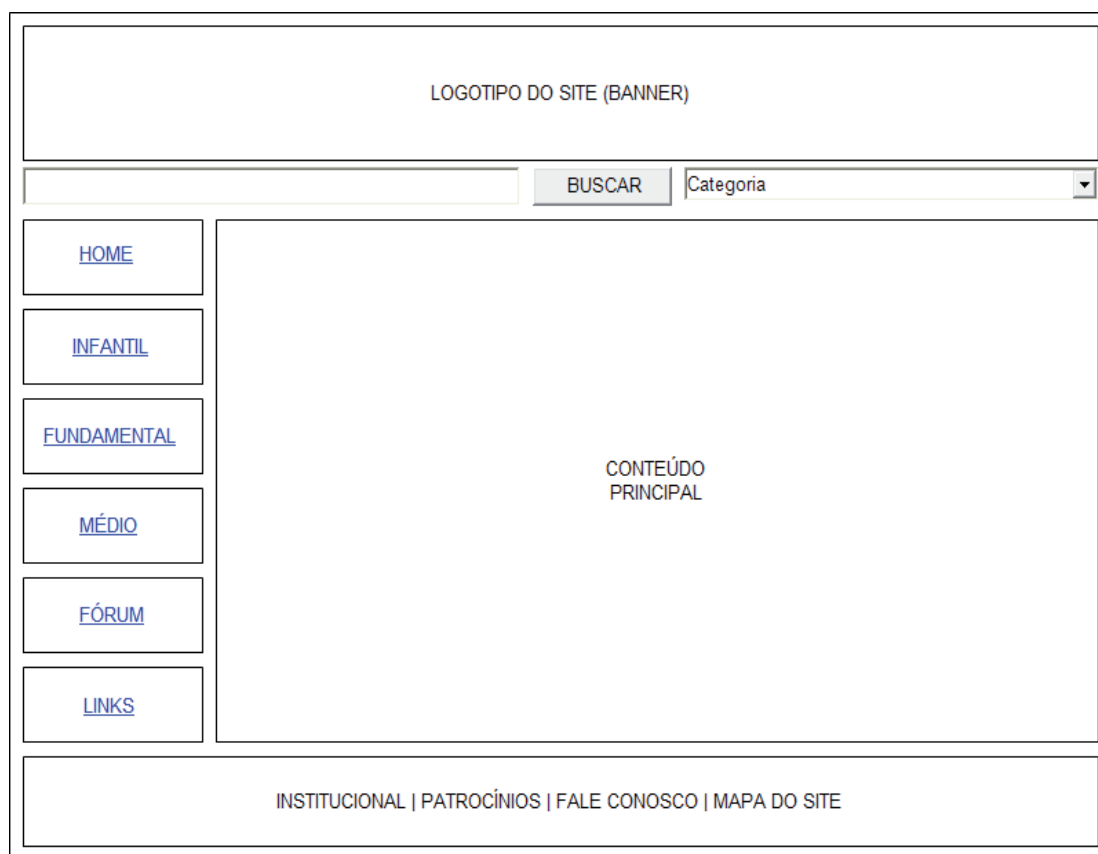 LOGOTIPO DO SITE (BANNER)
BUSCAR
Categoria
HOME
INFANTIL
FUNDAMENTAL
MÉDIO
FÓRUM
LINKS
CONTEÚDO
PRINCIPAL
INSTITUCIONAL | PATROCÍNIOS | FALE CONOSCO | MAPA DO SITE